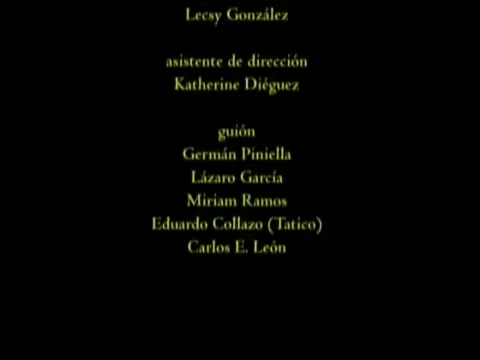 Lecsy González
asistente de dirección
Katherine Diéguez
guión
Germán Piniella
Lázaro García
Miriam Ramos
Eduardo Collazo (Tatico)
Carlos E. León